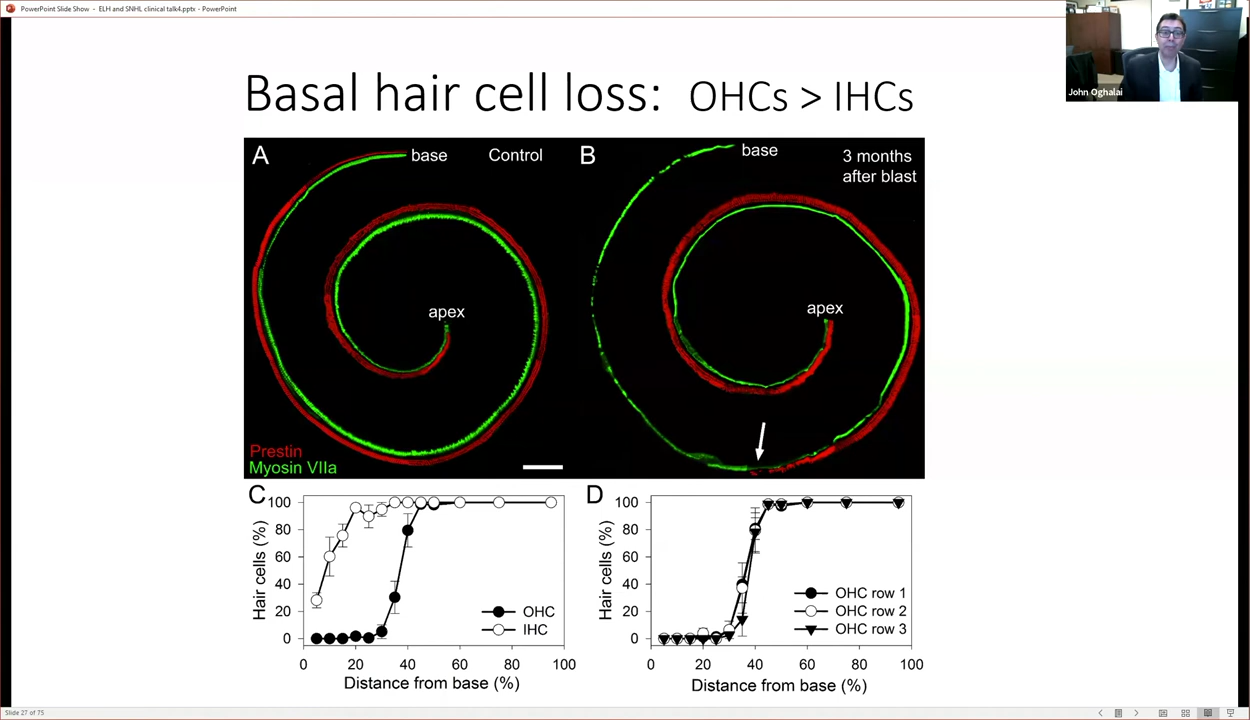 PowerPoint Slide Show - ELH and SNHL clinical talk4.pptx - PowerPoint
John Oghalai
Basal hair cell loss: OHCs > IHCs
A base Control
B base 3 months
after blast
apex
apex
Prestin
Myosin VIIa
C
100
80
60
40
20
0
Hair cells (%)
OHC
IHC
0 20 40 60 80 100
Distance from base (%)
D
100
80
60
40
20
0
Hair cells (%)
OHC row 1
OHC row 2
OHC row 3
0 20 40 60 80 100
Distance from base (%)
Slide 27 of 75